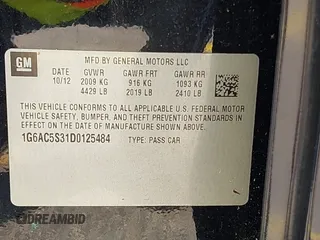 GM
MFD BY GENERAL MOTORS LLC
DATE GVWR GAWR FRT GAWR RR
10/12 2009 KG 916 KG 1093 KG
4429 LB 2019 LB 2410 LB
THIS VEHICLE CONFORMS TO ALL APPLICABLE U.S. FEDERAL MOTOR
VEHICLE SAFETY, BUMPER, AND THEFT PREVENTION STANDARDS IN
EFFECT ON THE DATE OF MANUFACTURE SHOWN ABOVE.
1G6AC5S31D0125484 TYPE: PASS CAR
DREAMBID